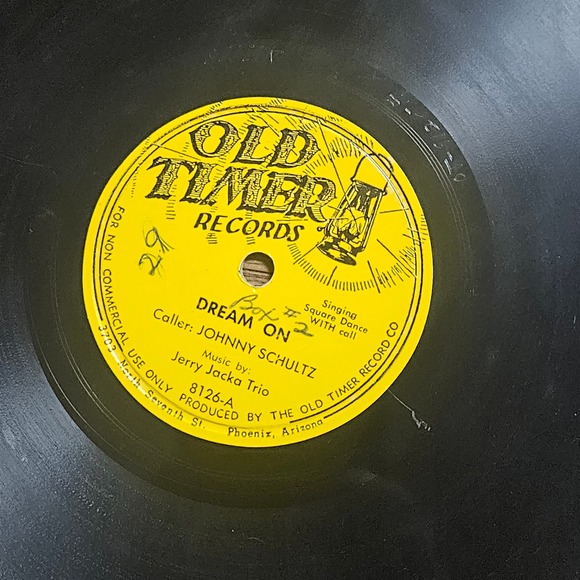 OLD
TIMER
RECORDS
29
Singing
Square Dance
WITH call
Box #2
DREAM ON
Caller: JOHNNY SCHULTZ
Music by:
Jerry Jacka Trio
8126-A
FOR NON COMMERCIAL USE ONLY. PRODUCED BY THE OLD TIMER RECORD CO
3703 North Seventh St. Phoenix, Arizona